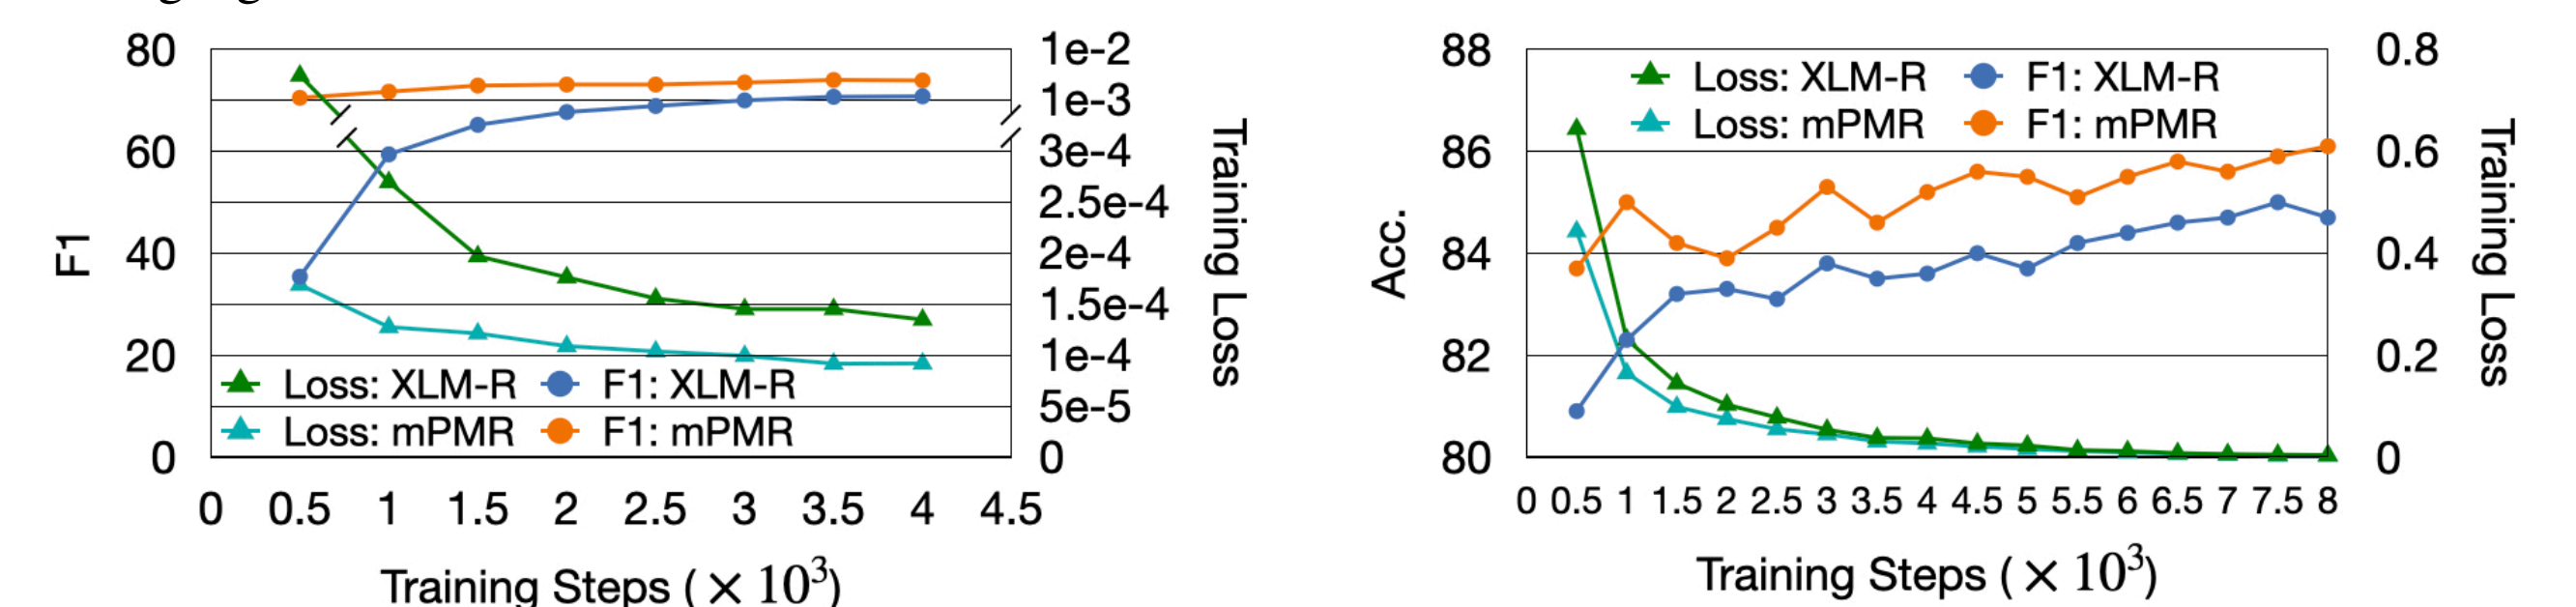 80
60
40
20
0
F1
1e-2
1e-3
3e-4
2.5e-4
2e-4
1.5e-4
1e-4
5e-5
0
Training Loss
Loss: XLM-R F1: XLM-R
Loss: mPMR F1: mPMR
0 0.5 1 1.5 2 2.5 3 3.5 4 4.5
Training Steps (×10³)
88
86
84
82
80
Acc.
0.8
0.6
0.4
0.2
0
Training Loss
Loss: XLM-R F1: XLM-R
Loss: mPMR F1: mPMR
0 0.5 1 1.5 2 2.5 3 3.5 4 4.5 5 5.5 6 6.5 7 7.5 8
Training Steps (×10³)